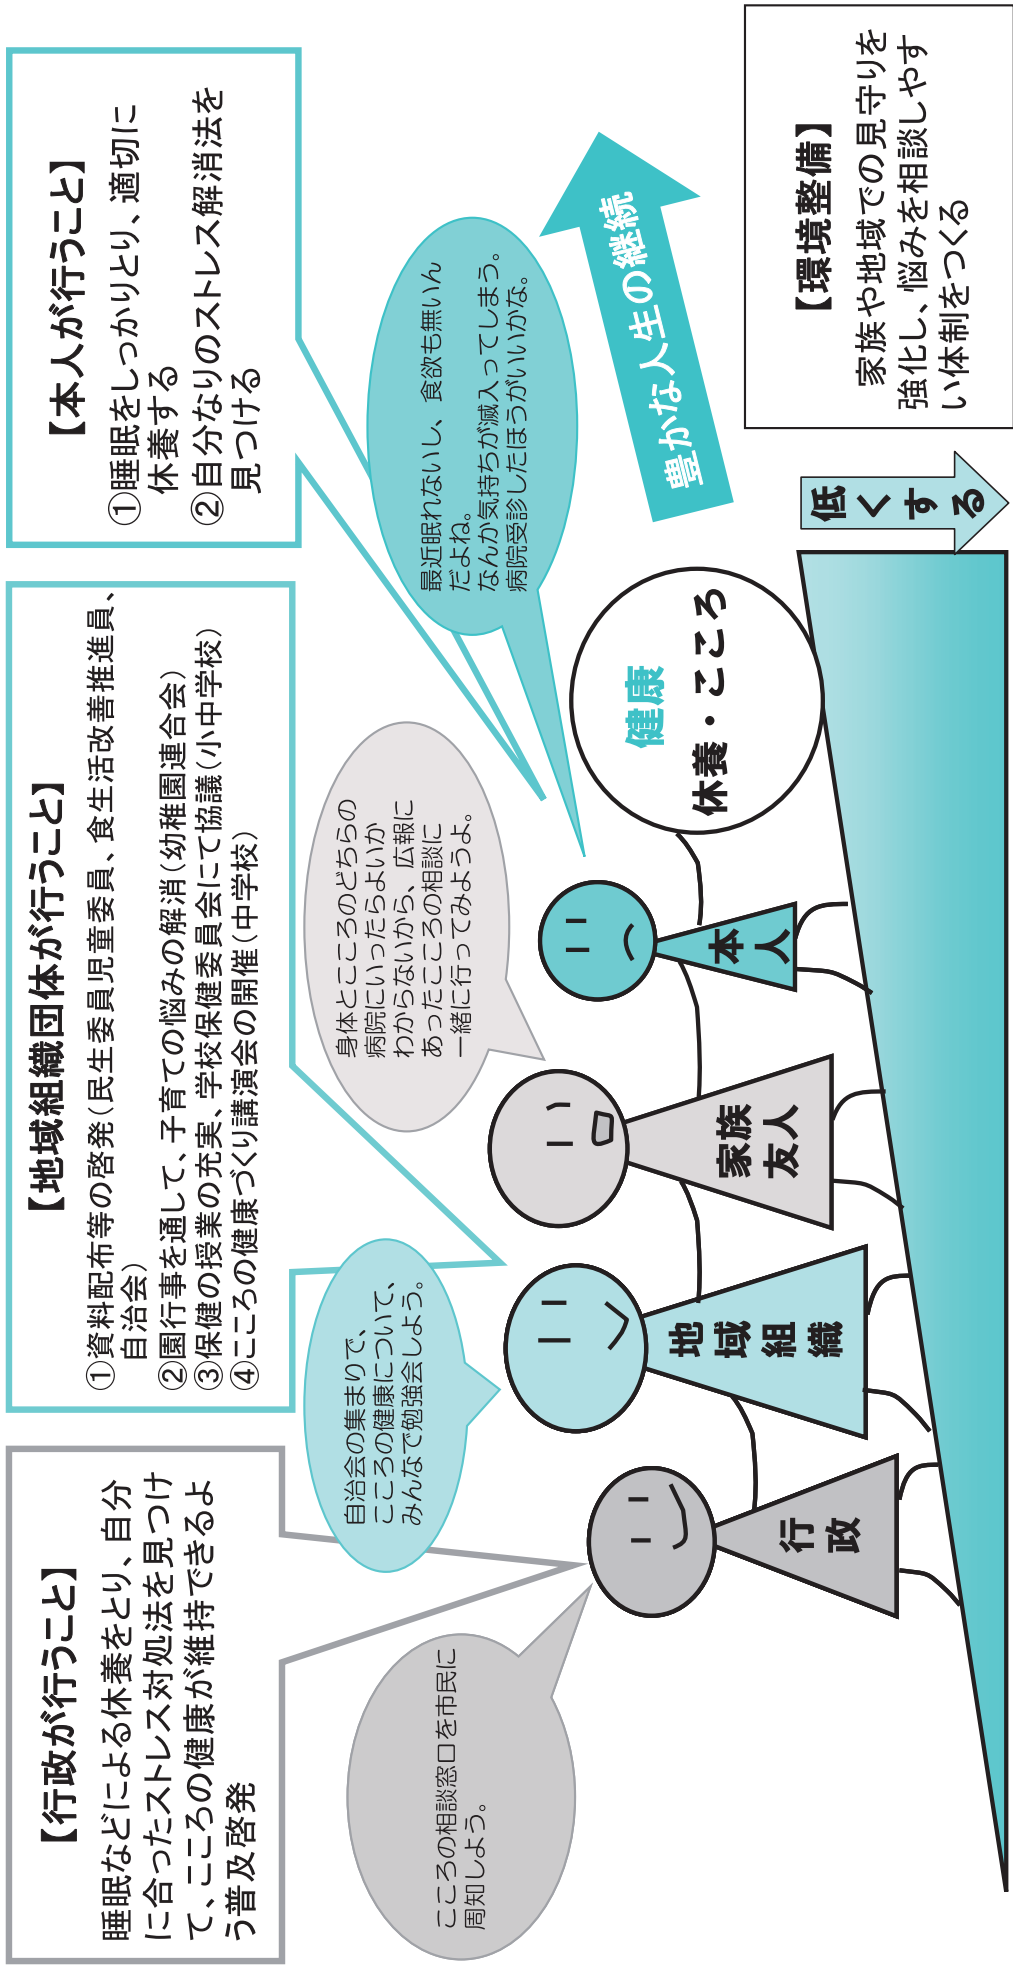 【行政が行うこと】
睡眠などによる休養をとり、自分
に合ったストレス対処法を見つけ
て、こころの健康が維持できるよ
う普及啓発
【地域組織団体が行うこと】
①資料配布等の啓発（民生委員児童委員、食生活改善推進員、
自治会）
②園行事を通して、子育ての悩みの解消（幼稚園連合会）
③保健の授業の充実、学校保健委員会にて協議（小中学校）
④こころの健康づくり講演会の開催（中学校）
【本人が行うこと】
①睡眠をしっかりとり、適切に
休養する
②自分なりのストレス解消法を
見つける
こころの相談窓口を市民に
周知しよう。
自治会の集まりで、
こころの健康について、
みんなで勉強会しよう。
身体とこころのどちらの
病院にいったらよいか
わからないから、広報に
あったこころの相談に
一緒に行ってみようよ。
最近眠れないし、食欲も無いん
だよね。
なんか気持ちが滅入ってしまう。
病院受診したほうがいいかな。
行政
地域組織
家族
友人
本人
健康
休養・こころ
豊かな人生の継続
低くする
【環境整備】
家族や地域での見守りを
強化し、悩みを相談しやす
い体制をつくる